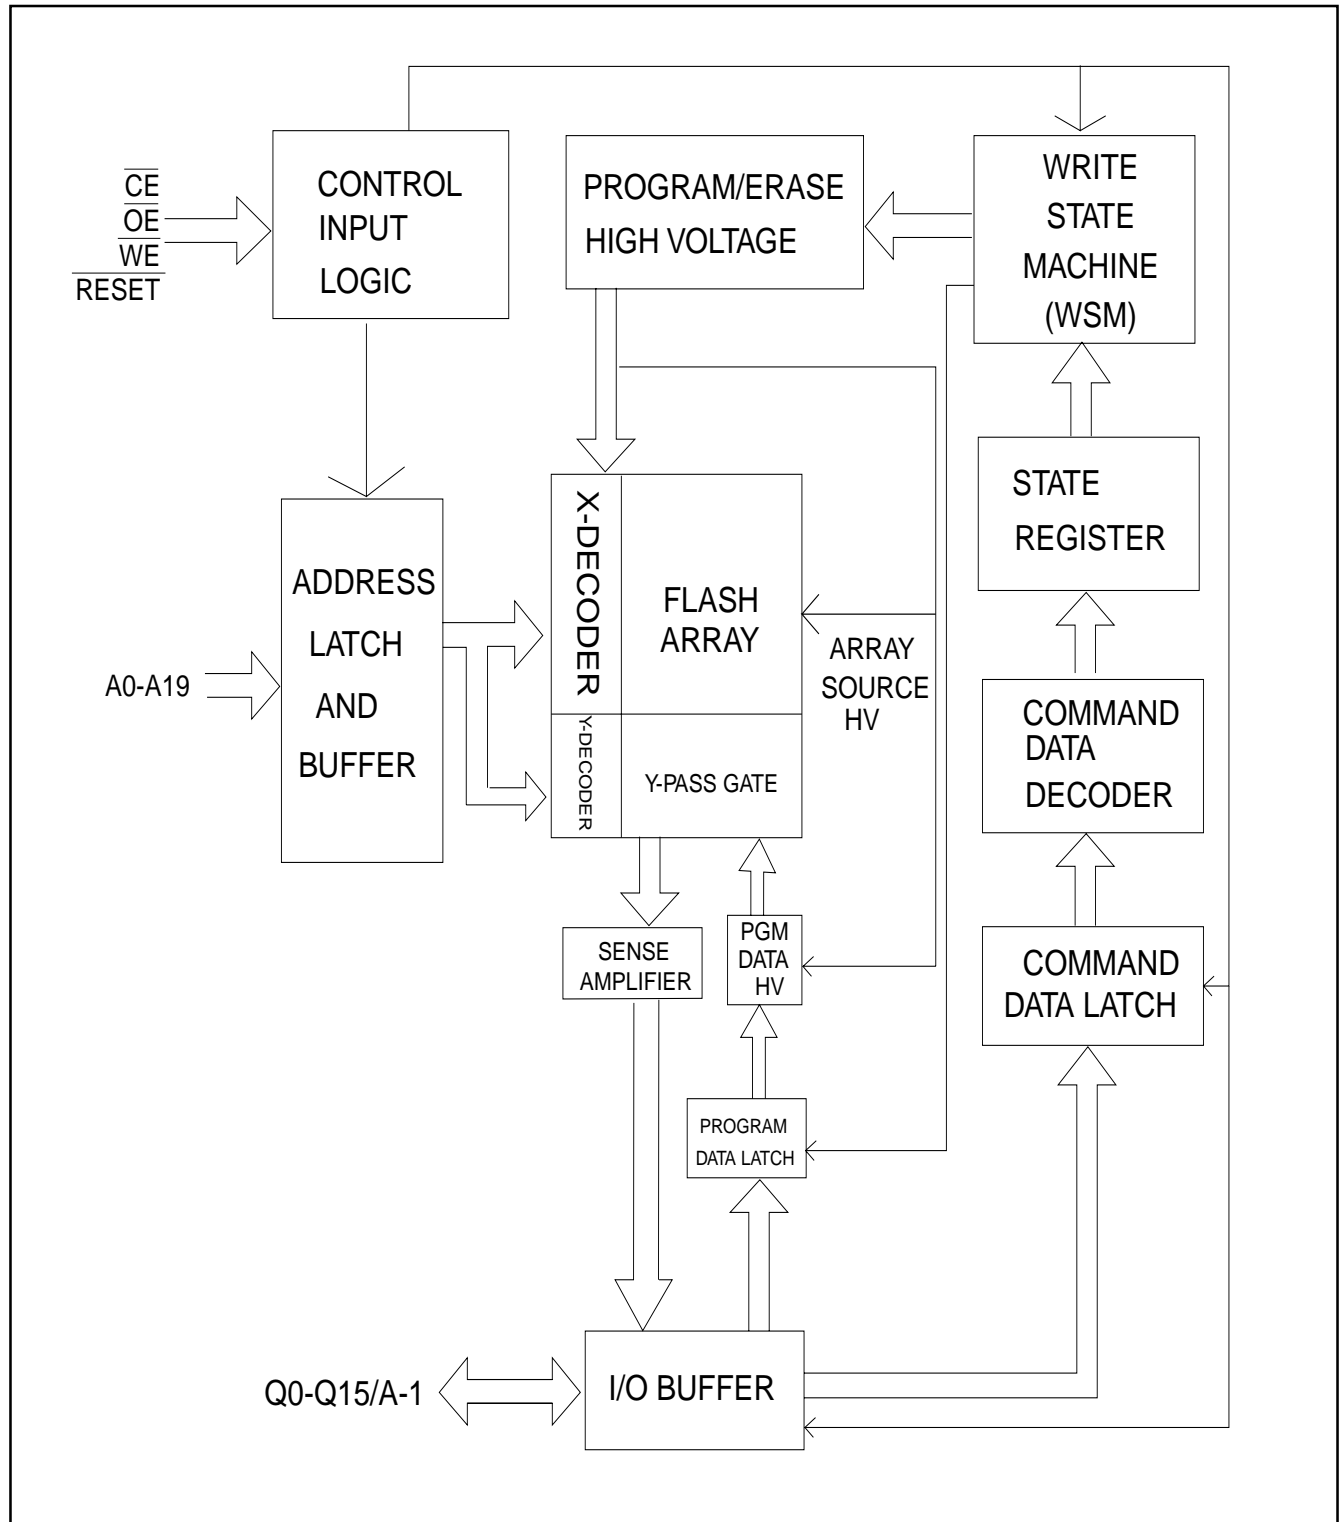 CE
OE
WE
RESET
CONTROL
INPUT
LOGIC
PROGRAM/ERASE
HIGH VOLTAGE
WRITE
STATE
MACHINE
(WSM)
STATE
REGISTER
A0-A19
ADDRESS
LATCH
AND
BUFFER
X-DECODER
FLASH
ARRAY
Y-DECODER
Y-PASS GATE
ARRAY
SOURCE
HV
COMMAND
DATA
DECODER
SENSE
AMPLIFIER
PGM
DATA
HV
COMMAND
DATA LATCH
PROGRAM
DATA LATCH
Q0-Q15/A-1
I/O BUFFER